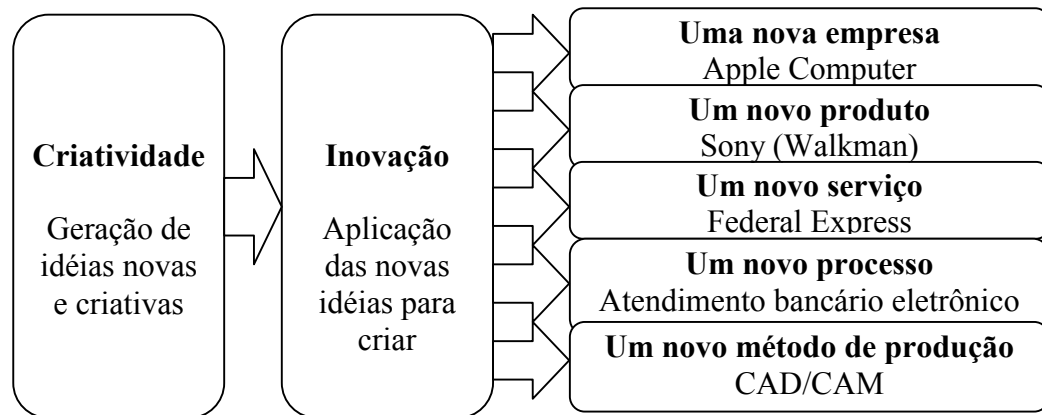 Criatividade
Geração de
idéias novas
e criativas
Inovação
Aplicação
das novas
idéias para
criar
Uma nova empresa
Apple Computer
Um novo produto
Sony (Walkman)
Um novo serviço
Federal Express
Um novo processo
Atendimento bancário eletrônico
Um novo método de produção
CAD/CAM